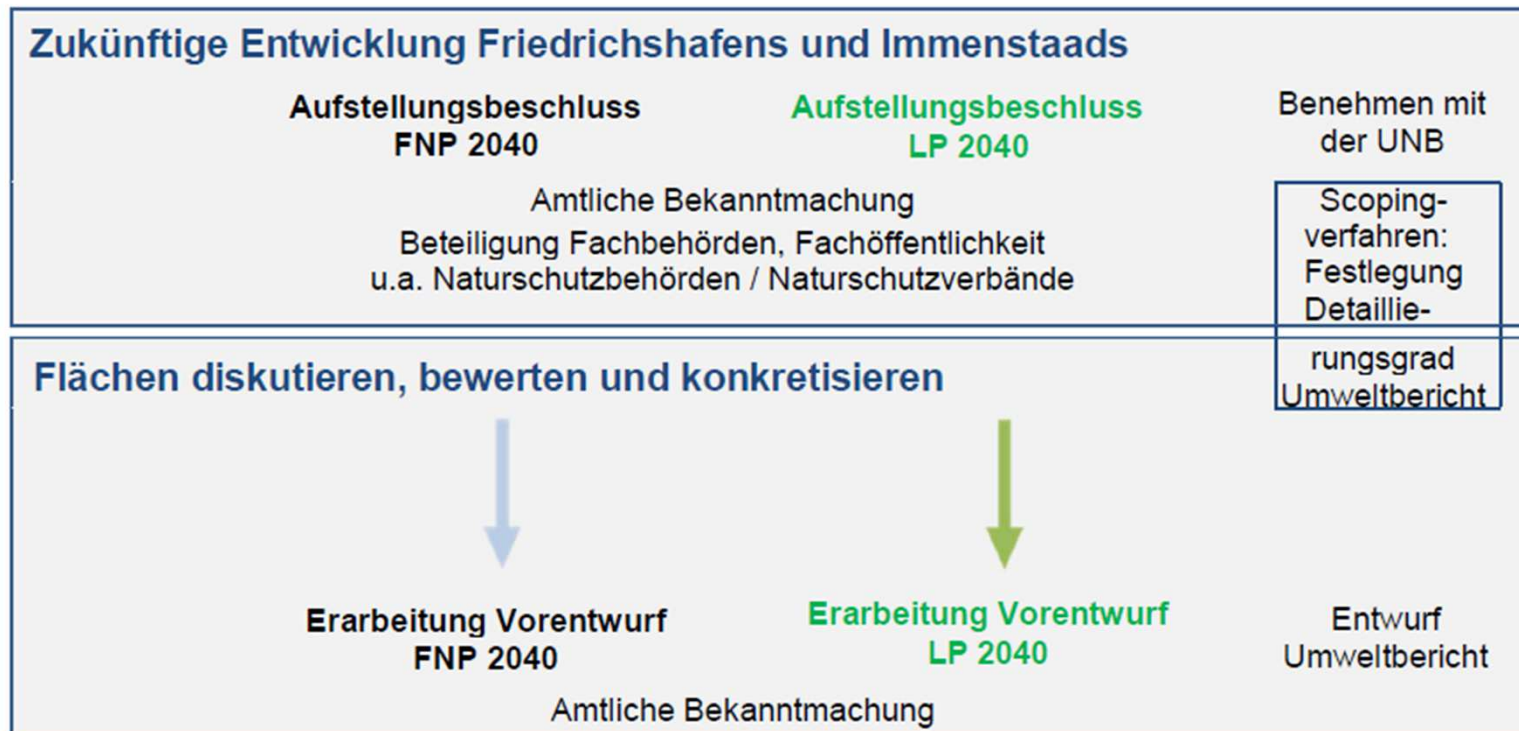 Zukünftige Entwicklung Friedrichshafens und Immenstaads
Aufstellungsbeschluss
FNP 2040
Aufstellungsbeschluss
LP 2040
Benehmen mit
der UNB
Amtliche Bekanntmachung
Beteiligung Fachbehörden, Fachöffentlichkeit
u.a. Naturschutzbehörden / Naturschutzverbände
Scoping-
verfahren:
Festlegung
Detaillie-
rungsgrad
Umweltbericht
Flächen diskutieren, bewerten und konkretisieren
Erarbeitung Vorentwurf
FNP 2040
Erarbeitung Vorentwurf
LP 2040
Entwurf
Umweltbericht
Amtliche Bekanntmachung